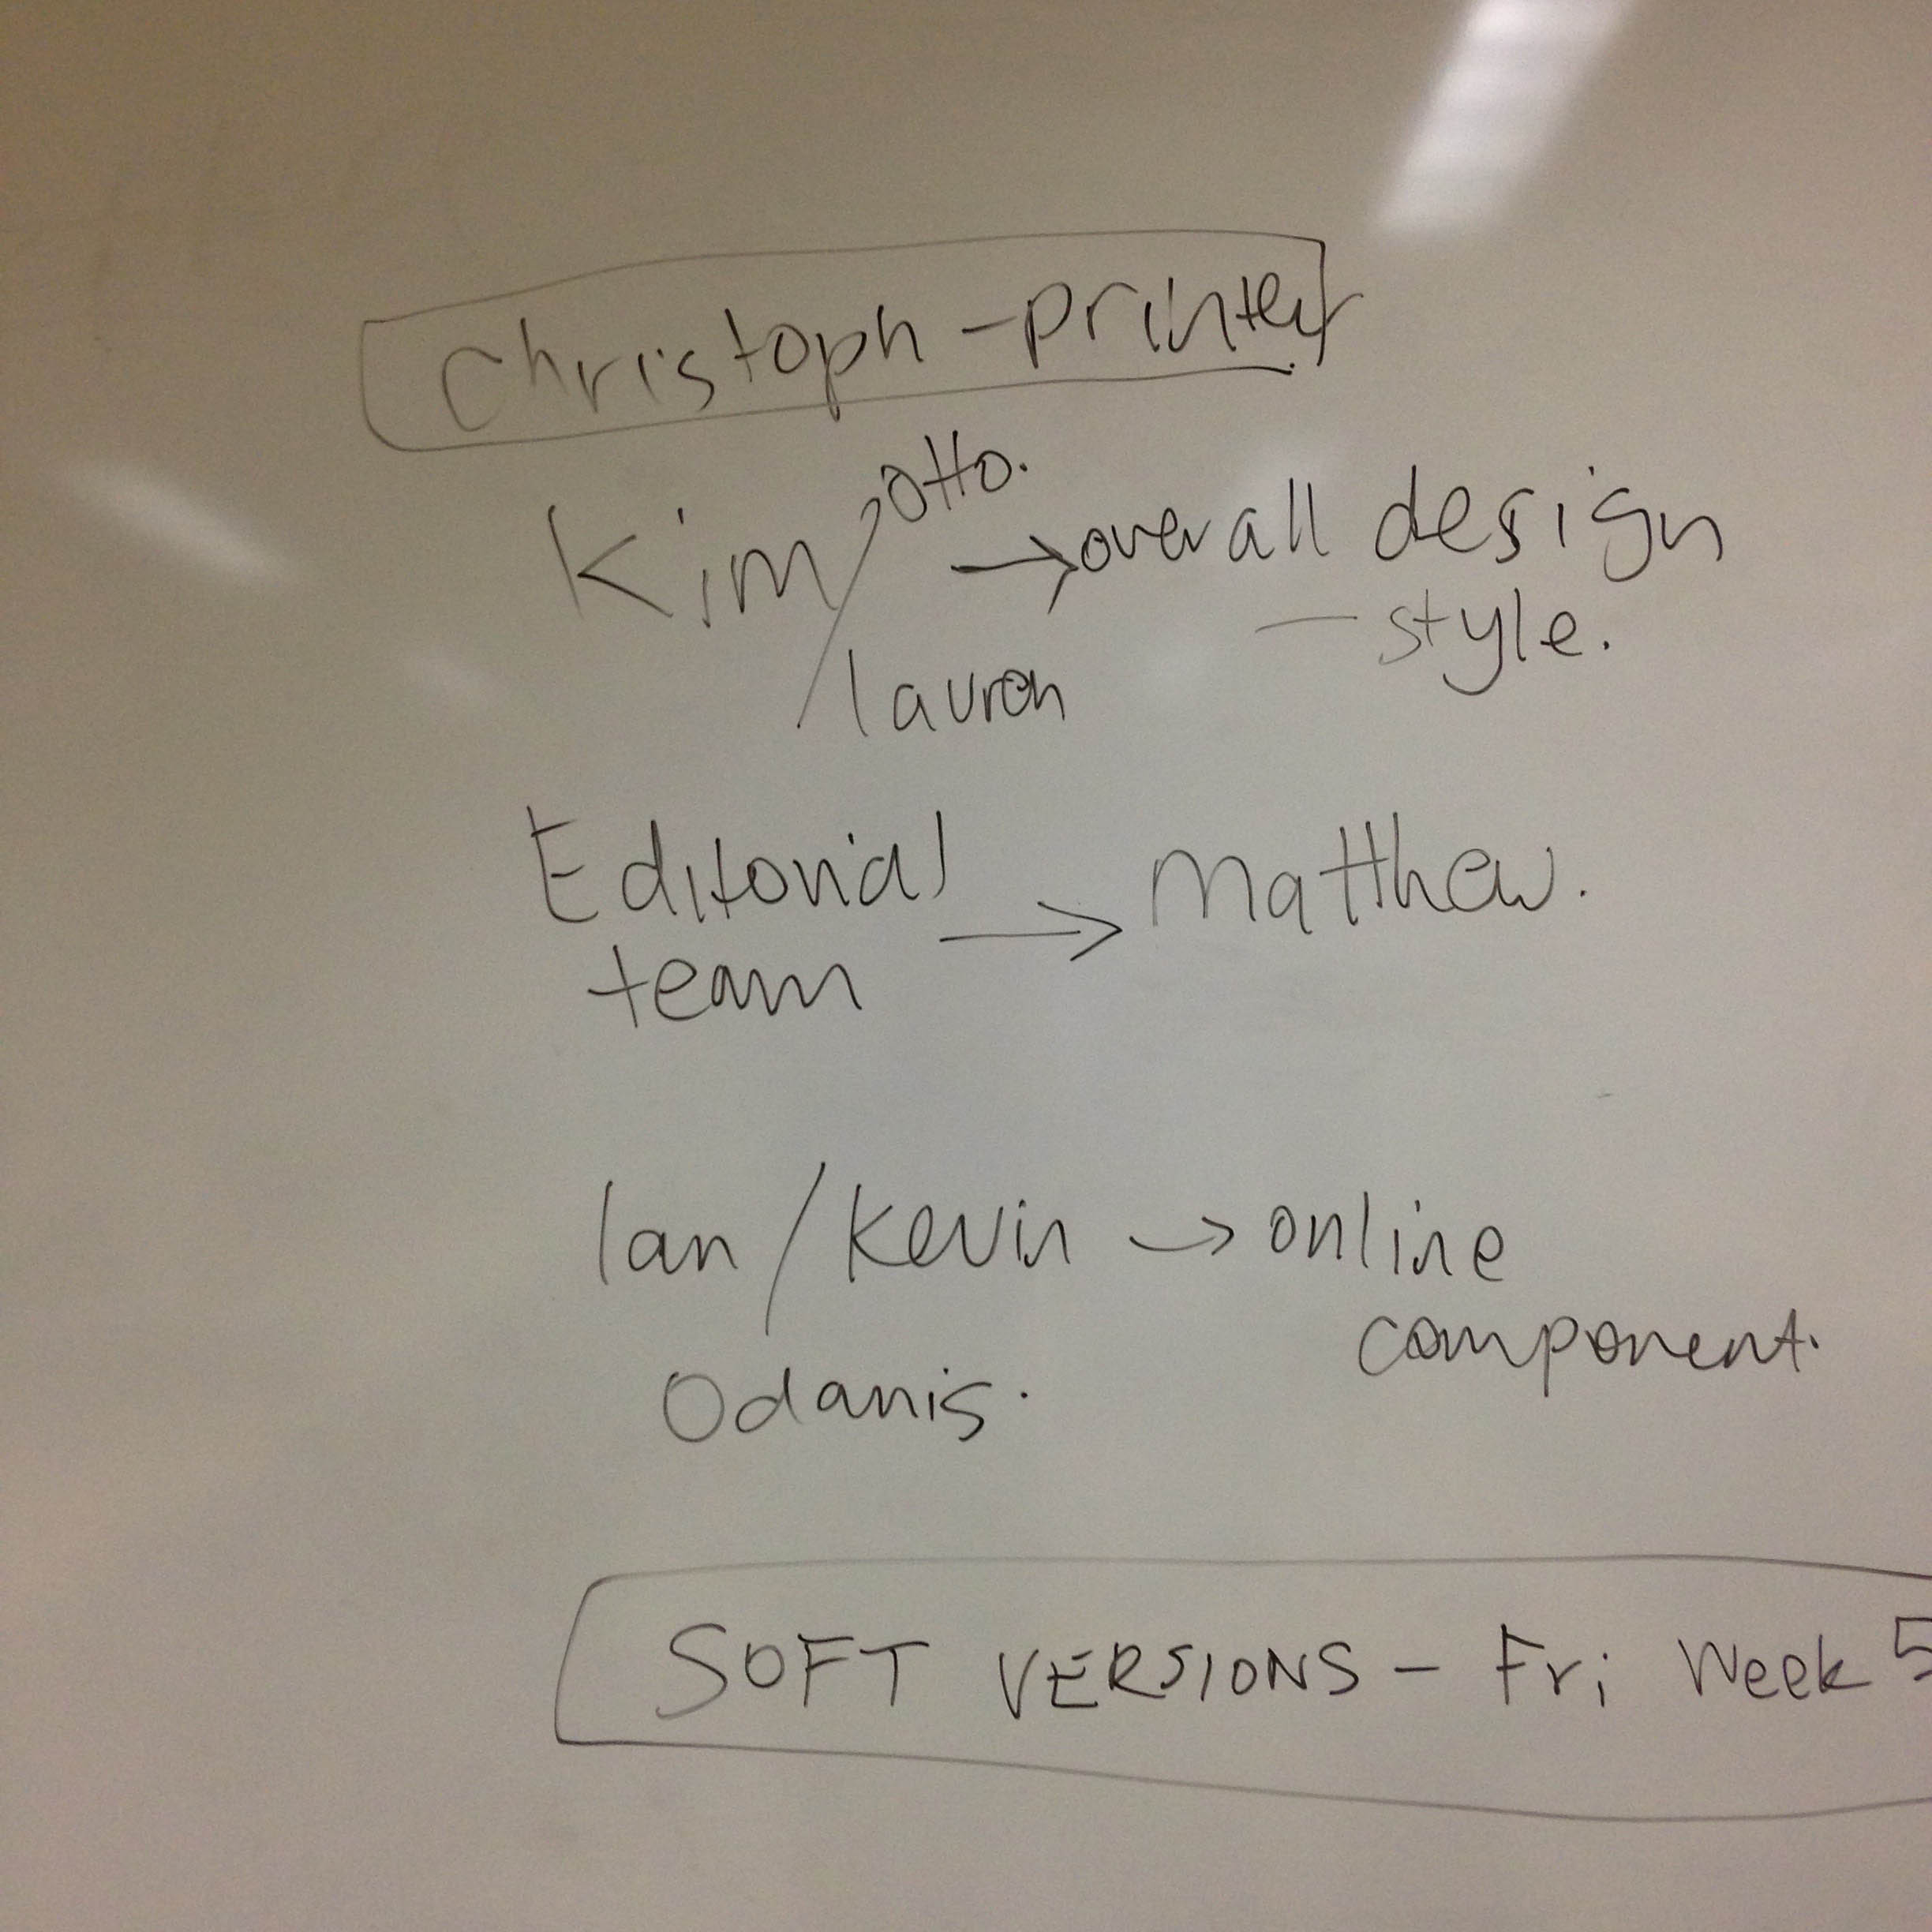 Christoph - printer
Kim / Otto. → overall design
- style.
lauren
Editorial → Matthew.
team
Ian / Kevin → online
component.
Odanis.
SOFT VERSIONS - Fri Week 5